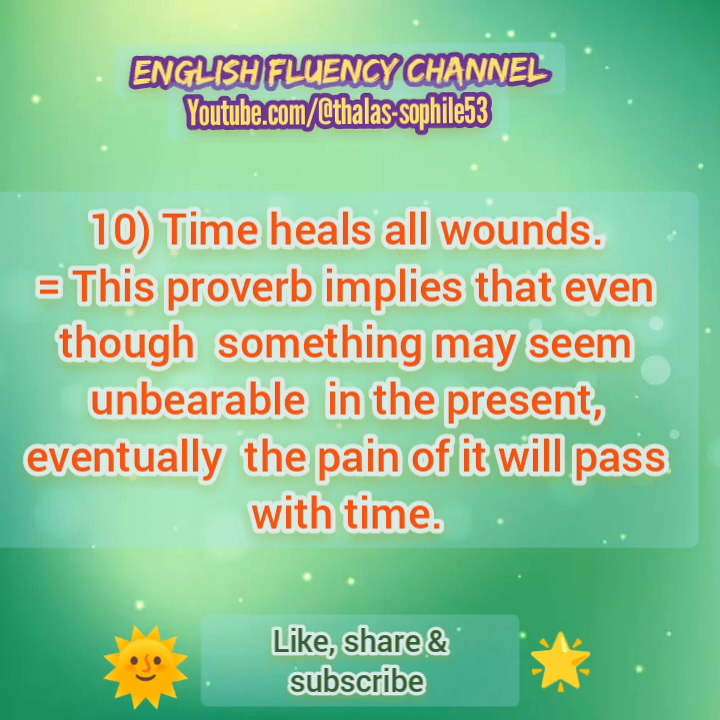 ENGLISH FLUENCY CHANNEL
Youtube.com/@thalas-sophile53
10) Time heals all wounds.
= This proverb implies that even
though something may seem
unbearable in the present,
eventually the pain of it will pass
with time.
Like, share &
subscribe